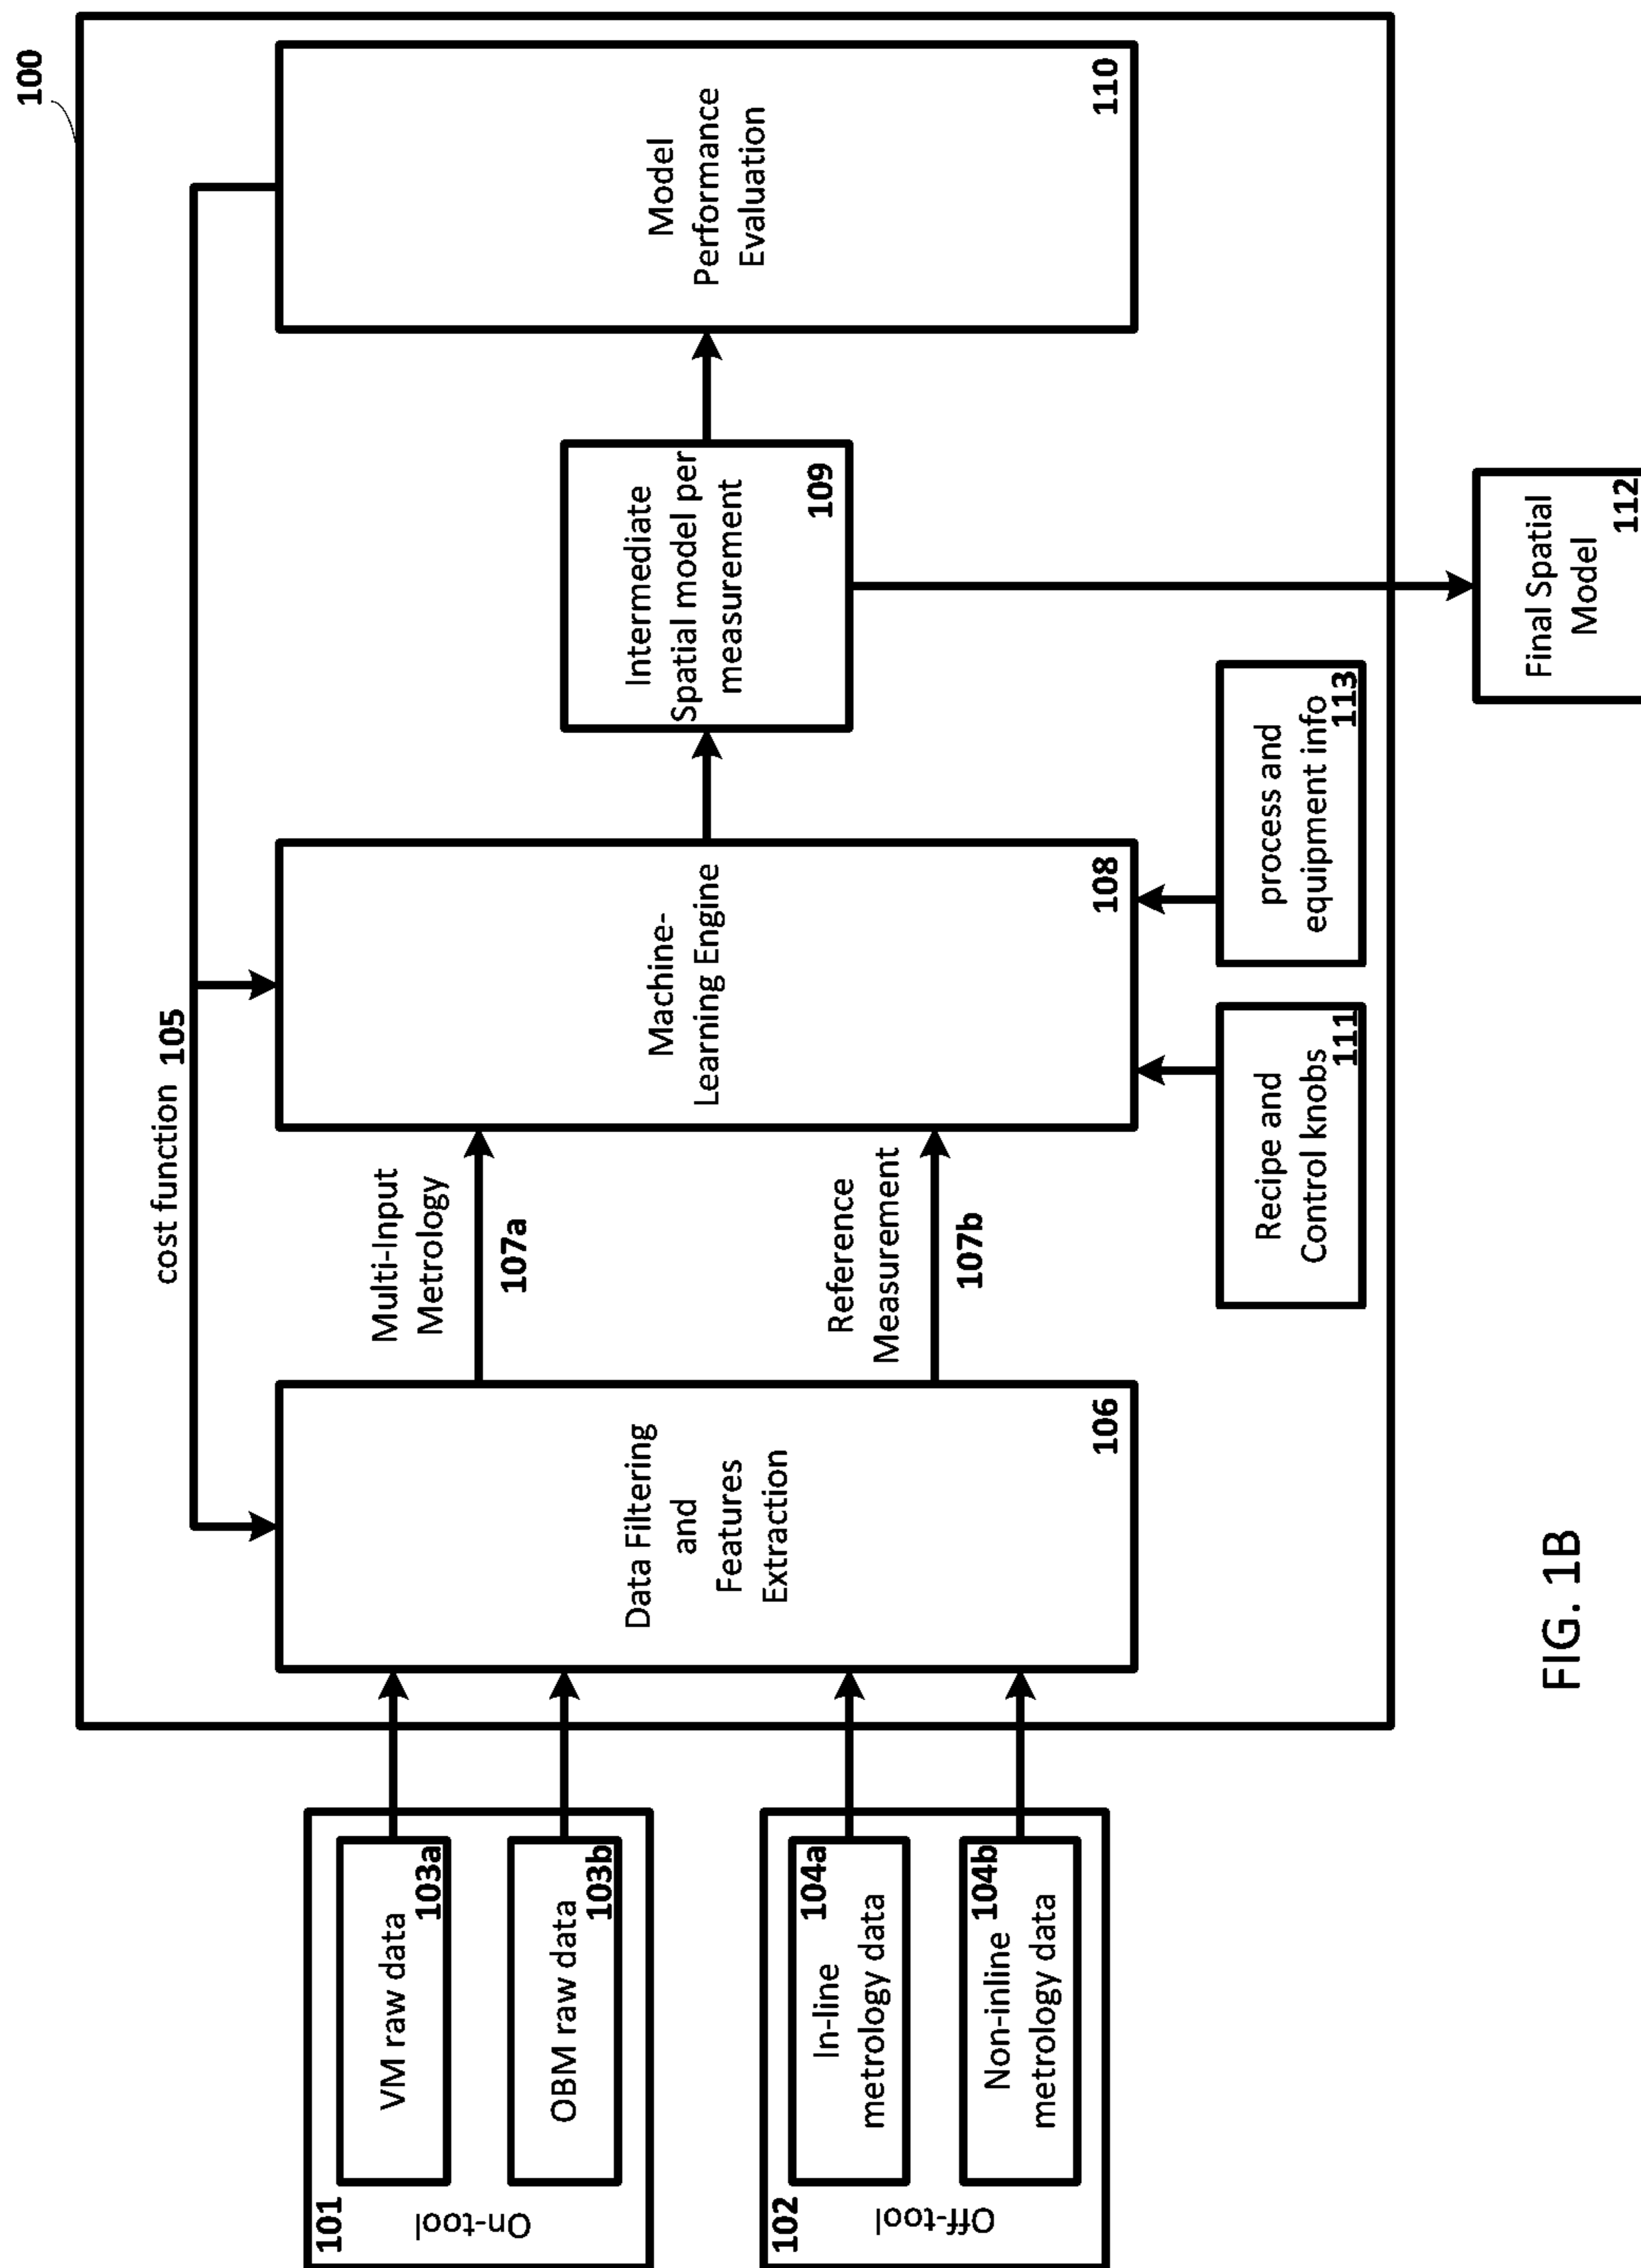 100
cost function 105
101
On-tool
VM raw data
103a
OBM raw data
103b
102
Off-tool
In-line
metrology data
104a
Non-inline
metrology data
104b
Data Filtering
and
Features
Extraction
106
Multi-Input
Metrology
107a
Reference
Measurement
107b
Machine-
Learning Engine
108
Recipe and
Control knobs
111
process and
equipment info
113
Intermediate
Spatial model per
measurement
109
Model
Performance
Evaluation
110
Final Spatial
Model
112
FIG. 1B